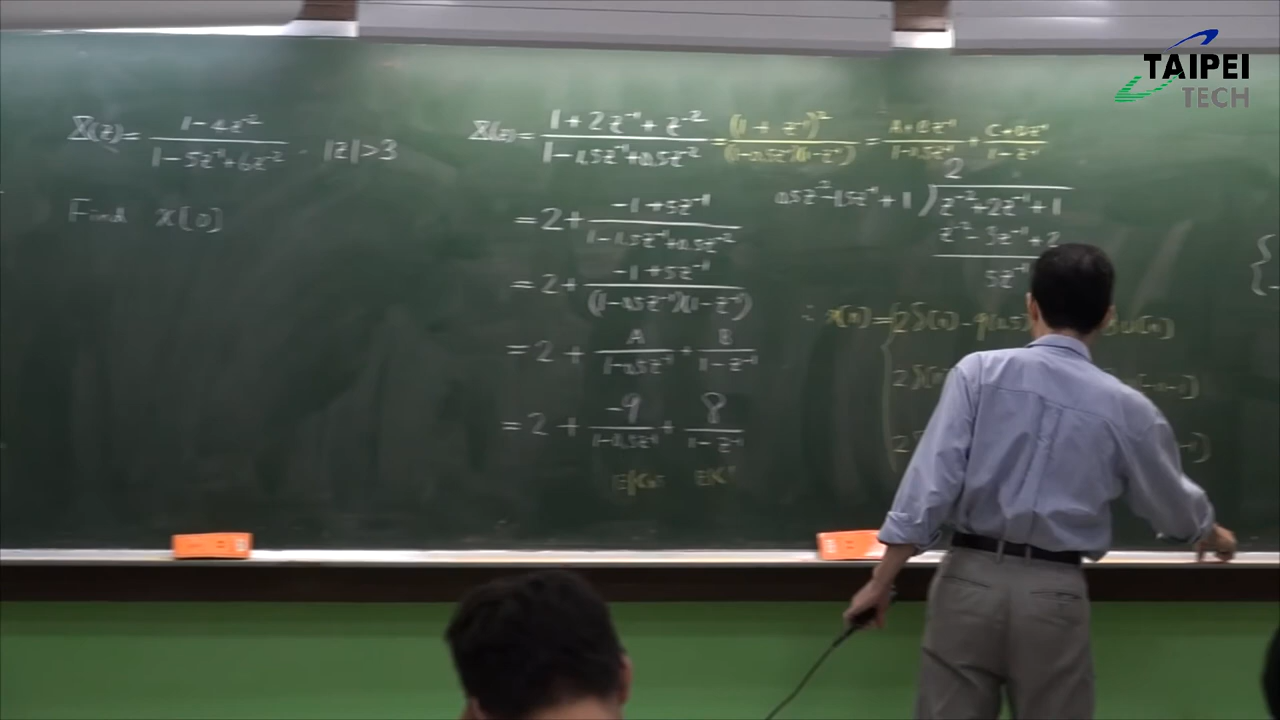 TAIPEI
TECH
X(z) = (1 - 4z⁻²) / (1 - 5z⁻¹ + 6z⁻²) . |z| > 3
Find x[0]
X(z) = (1 + 2z⁻¹ + z⁻²) / (1 - 1.5z⁻¹ + 0.5z⁻²) = (1 + z⁻¹)² / ((1 - 0.5z⁻¹)(1 - z⁻¹)) = (A + Bz⁻¹) / (1 - 0.5z⁻¹) + (C + Dz⁻¹) / (1 - z⁻¹)
= 2 + (-1 + 5z⁻¹) / (1 - 1.5z⁻¹ + 0.5z⁻²)
= 2 + (-1 + 5z⁻¹) / ((1 - 0.5z⁻¹)(1 - z⁻¹))
= 2 + A / (1 - 0.5z⁻¹) + B / (1 - z⁻¹)
= 2 + -9 / (1 - 0.5z⁻¹) + 8 / (1 - z⁻¹)
2
0.5z⁻² - 1.5z⁻¹ + 1 ) z⁻² + 2z⁻¹ + 1
z⁻² - 3z⁻¹ + 2
5z⁻¹
∴ x[n] = { 2δ[n] - 9(0.5) 8u[n]